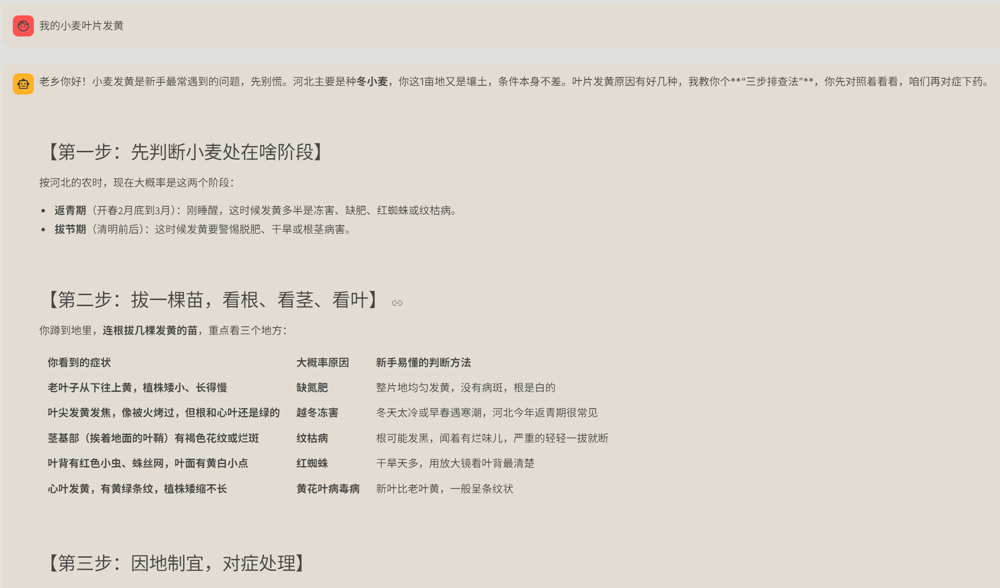 我的小麦叶片发黄
老乡你好！小麦发黄是新手最常遇到的问题，先别慌。河北主要是种冬小麦，你这1亩地又是壤土，条件本身不差。叶片发黄原因有好几种，我教你个**“三步排查法”**，你先对照着看看，咱们再对症下药。
【第一步：先判断小麦处在啥阶段】
按河北的农时，现在大概率是这两个阶段：
• 返青期（开春2月底到3月）：刚睡醒，这时候发黄多半是冻害、缺肥、红蜘蛛或纹枯病。
• 拔节期（清明前后）：这时候发黄要警惕脱肥、干旱或根茎病害。
【第二步：拔一棵苗，看根、看茎、看叶】
你蹲到地里，连根拔几棵发黄的苗，重点看三个地方：
你看到的症状 大概率原因 新手易懂的判断方法
老叶子从下往上黄，植株矮小、长得慢 缺氮肥 整片地均匀发黄，没有病斑，根是白的
叶尖发黄发焦，像被火烤过，但根和心叶还是绿的 越冬冻害 冬天太冷或早春遇寒潮，河北今年返青期很常见
茎基部（挨着地面的叶鞘）有褐色花纹或烂斑 纹枯病 根可能发黑，闻着有烂味儿，严重的轻轻一拔就断
叶背有红色小虫、蛛丝网，叶面有黄白小点 红蜘蛛 干旱天多，用放大镜看叶背最清楚
心叶发黄，有黄绿条纹，植株矮缩不长 黄花叶病毒病 新叶比老叶黄，一般呈条纹状
【第三步：因地制宜，对症处理】